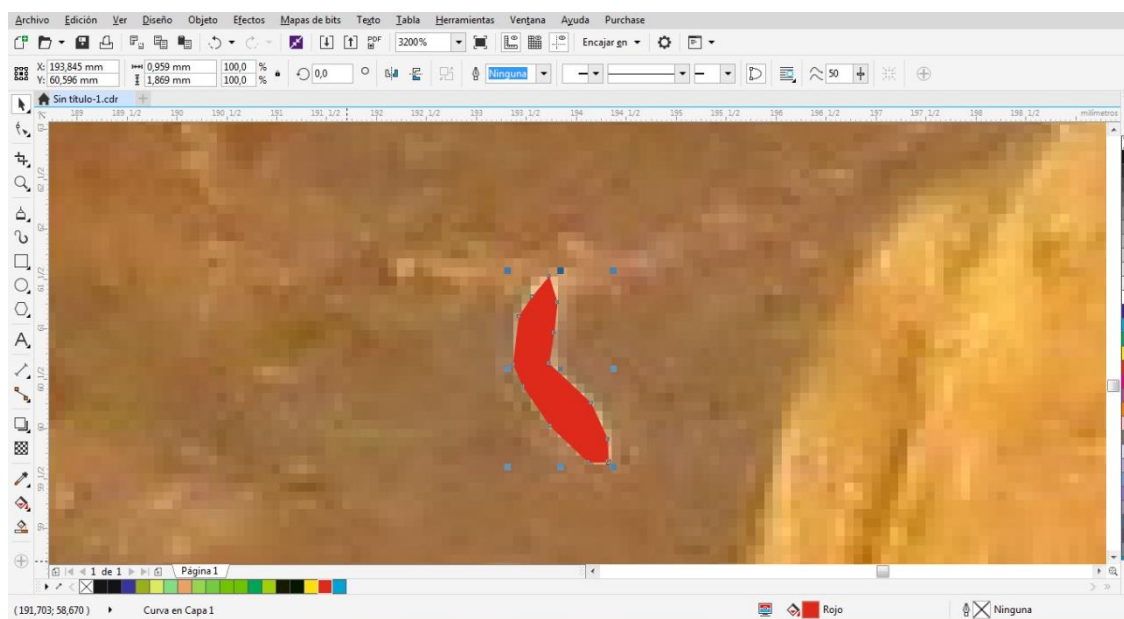 Archivo Edición Ver Diseño Objeto Efectos Mapas de bits Texto Tabla Herramientas Ventana Ayuda Purchase
PDF 3200% Encajar en
X: 193,845 mm 0,959 mm 100,0 % 0,0 Ninguna 50
Y: 60,596 mm 1,869 mm 100,0 %
Sin título-1.cdr
189 189 1/2 190 190 1/2 191 191 1/2 192 192 1/2 193 193 1/2 194 194 1/2 195 195 1/2 196 196 1/2 197 197 1/2 198 198 1/2 milímetros
1 de 1 Página 1
(191,703; 58,670 ) Curva en Capa 1 Rojo Ninguna